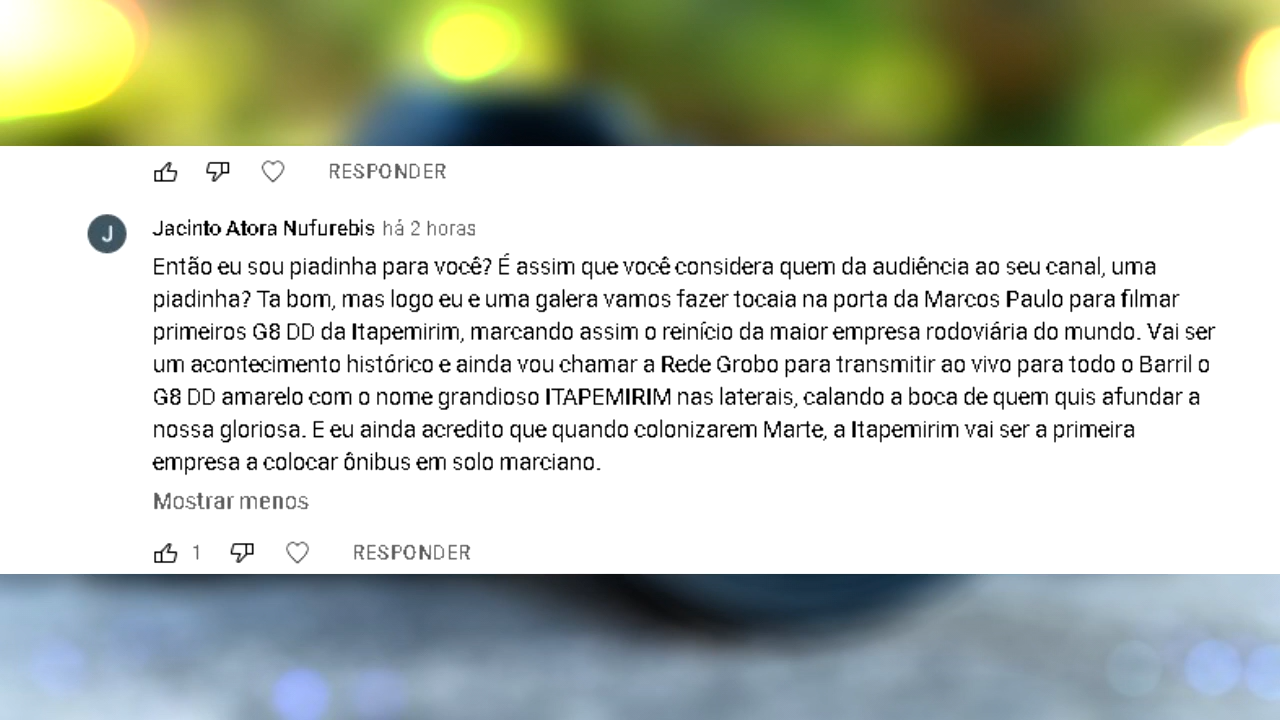 RESPONDER
J
Jacinto Atora Nufurebis há 2 horas
Então eu sou piadinha para você? É assim que você considera quem da audiência ao seu canal, uma
piadinha? Ta bom, mas logo eu e uma galera vamos fazer tocaia na porta da Marcos Paulo para filmar
primeiros G8 DD da Itapemirim, marcando assim o reinício da maior empresa rodoviária do mundo. Vai ser
um acontecimento histórico e ainda vou chamar a Rede Grobo para transmitir ao vivo para todo o Barril o
G8 DD amarelo com o nome grandioso ITAPEMIRIM nas laterais, calando a boca de quem quis afundar a
nossa gloriosa. E eu ainda acredito que quando colonizarem Marte, a Itapemirim vai ser a primeira
empresa a colocar ônibus em solo marciano.
Mostrar menos
1 RESPONDER